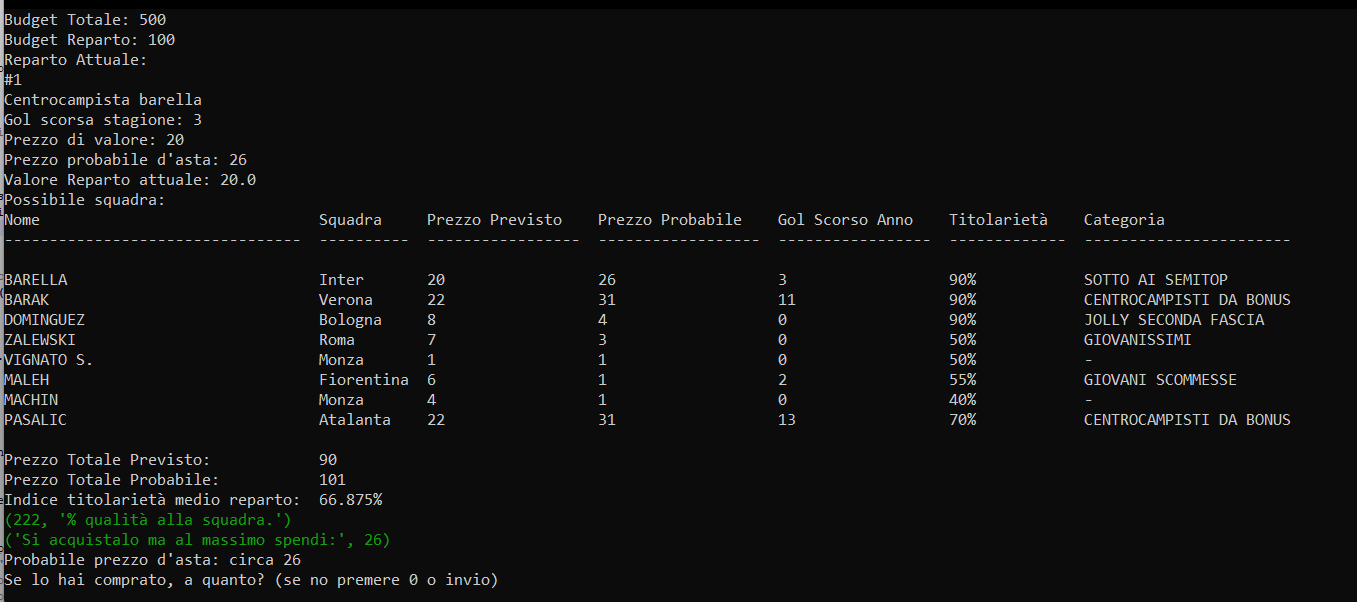 Budget Totale: 500
Budget Reparto: 100
Reparto Attuale:
#1
Centrocampista barella
Gol scorsa stagione: 3
Prezzo di valore: 20
Prezzo probabile d'asta: 26
Valore Reparto attuale: 20.0
Possibile squadra:
Nome Squadra Prezzo Previsto Prezzo Probabile Gol Scorso Anno Titolarietà Categoria
--------------------------------- ---------- ----------------- ------------------ ----------------- ------------- -----------------------
BARELLA Inter 20 26 3 90% SOTTO AI SEMITOP
BARAK Verona 22 31 11 90% CENTROCAMPISTI DA BONUS
DOMINGUEZ Bologna 8 4 0 90% JOLLY SECONDA FASCIA
ZALEWSKI Roma 7 3 0 50% GIOVANISSIMI
VIGNATO S. Monza 1 1 0 50% -
MALEH Fiorentina 6 1 2 55% GIOVANI SCOMMESSE
MACHIN Monza 4 1 0 40% -
PASALIC Atalanta 22 31 13 70% CENTROCAMPISTI DA BONUS
Prezzo Totale Previsto: 90
Prezzo Totale Probabile: 101
Indice titolarietà medio reparto: 66.875%
(222, '% qualità alla squadra.')
('Si acquistalo ma al massimo spendi:', 26)
Probabile prezzo d'asta: circa 26
Se lo hai comprato, a quanto? (se no premere 0 o invio)